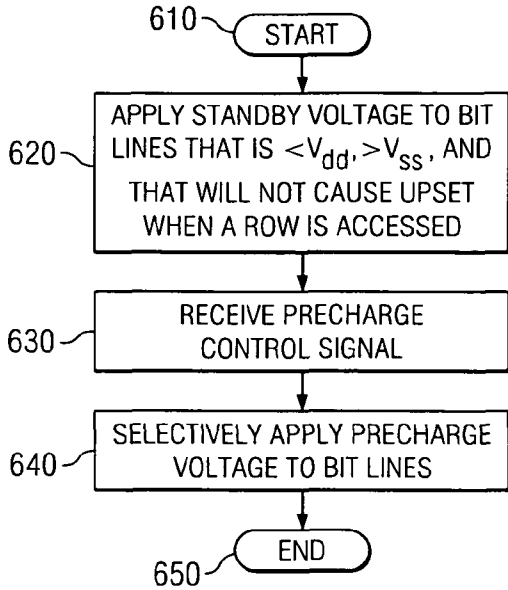 610
START
620
APPLY STANDBY VOLTAGE TO BIT
LINES THAT IS <Vdd, >Vss, AND
THAT WILL NOT CAUSE UPSET
WHEN A ROW IS ACCESSED
630
RECEIVE PRECHARGE
CONTROL SIGNAL
640
SELECTIVELY APPLY PRECHARGE
VOLTAGE TO BIT LINES
650
END